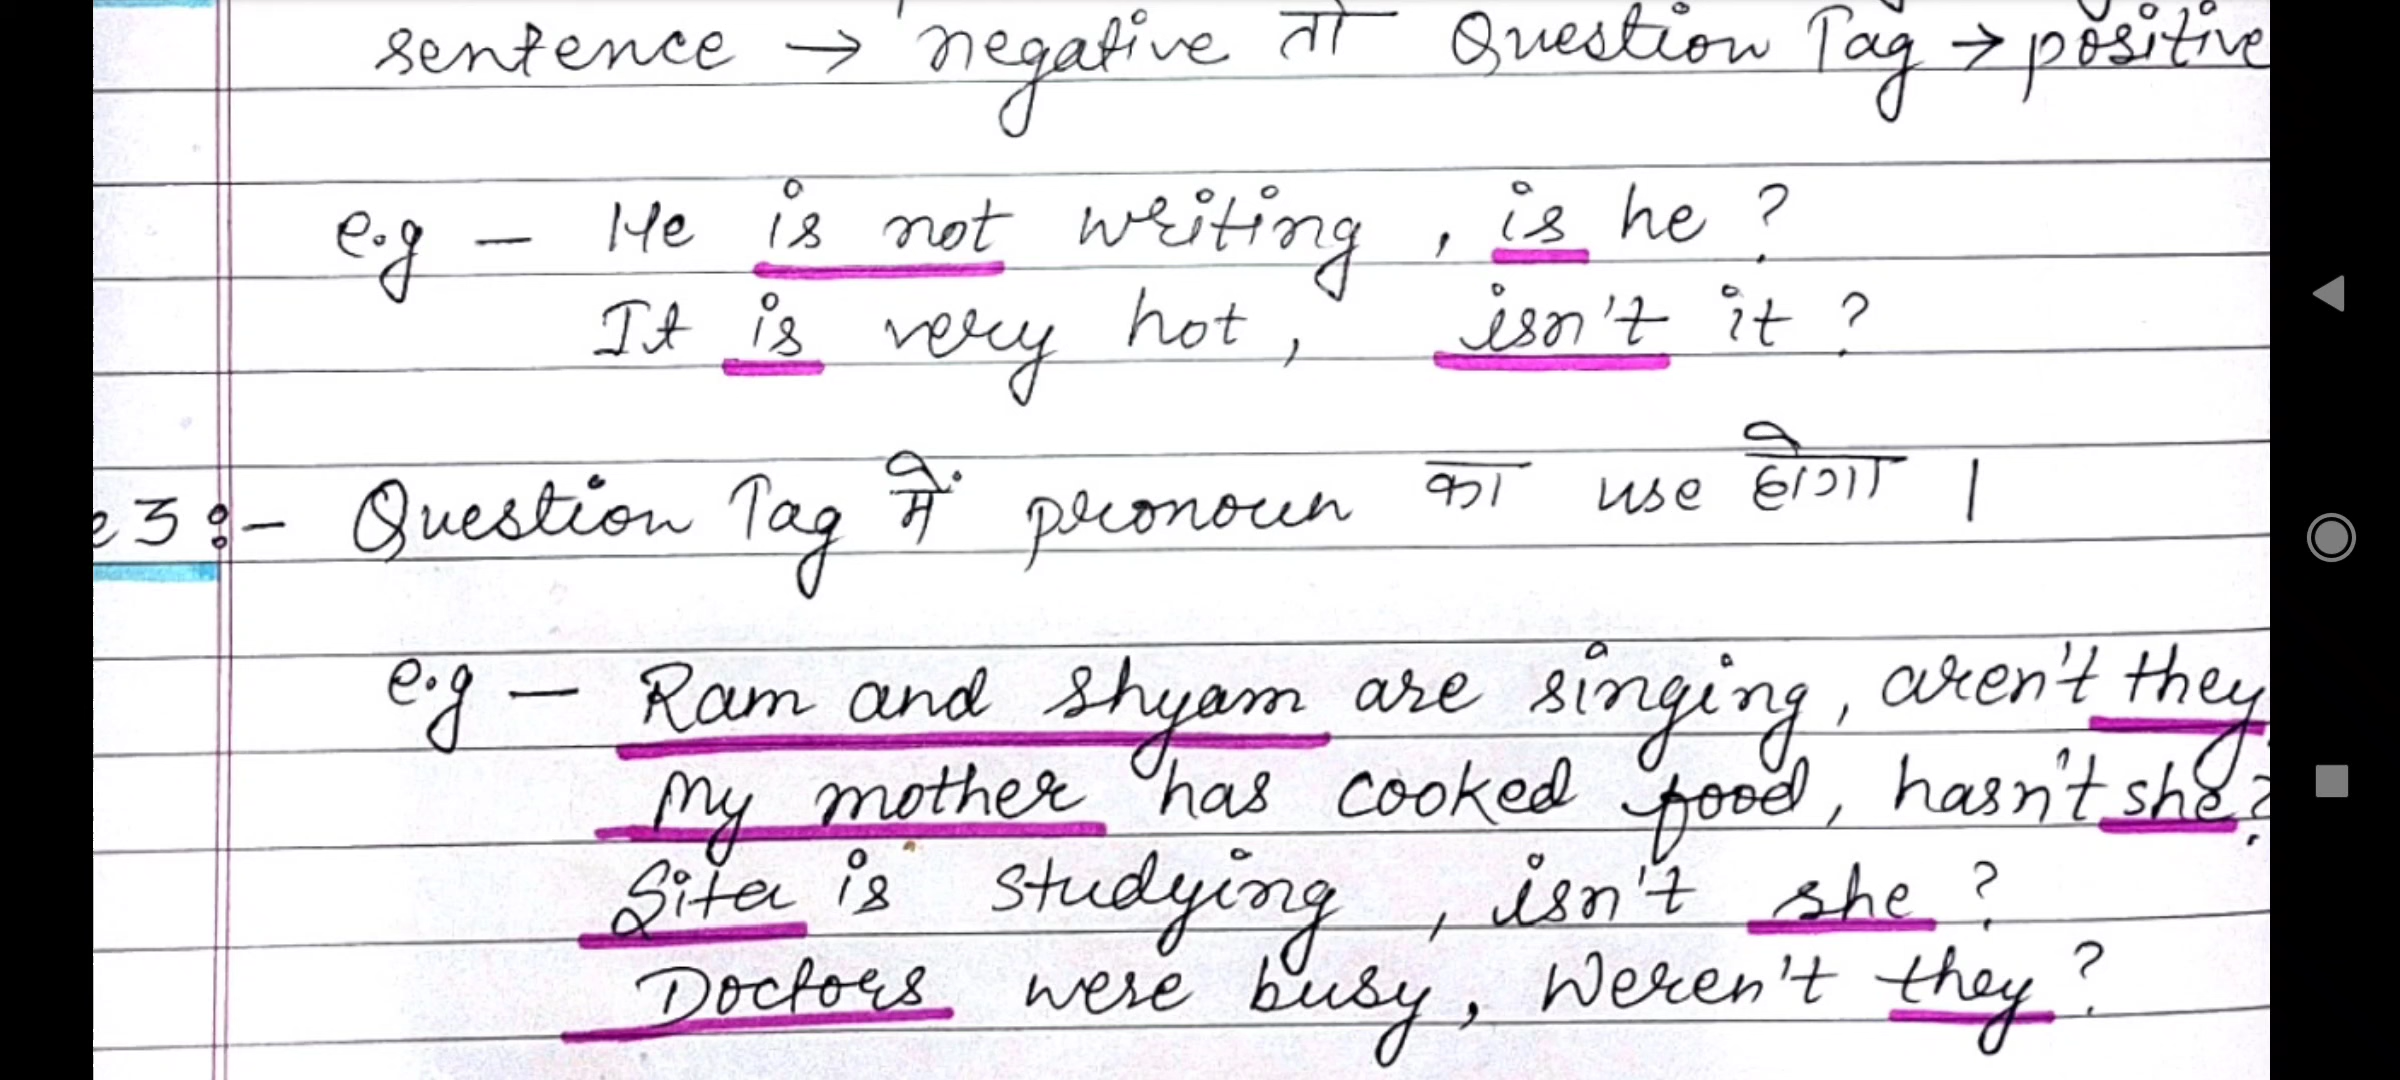 sentence → negative तो Question Tag → positive
e.g - He is not writing, is he ?
It is very hot, isn't it ?
e 3 :- Question Tag में pronoun का use होगा ।
e.g - Ram and Shyam are singing, aren't they
My mother has cooked food, hasn't she?
Sita is studying, isn't she ?
Doctors were busy, Weren't they ?